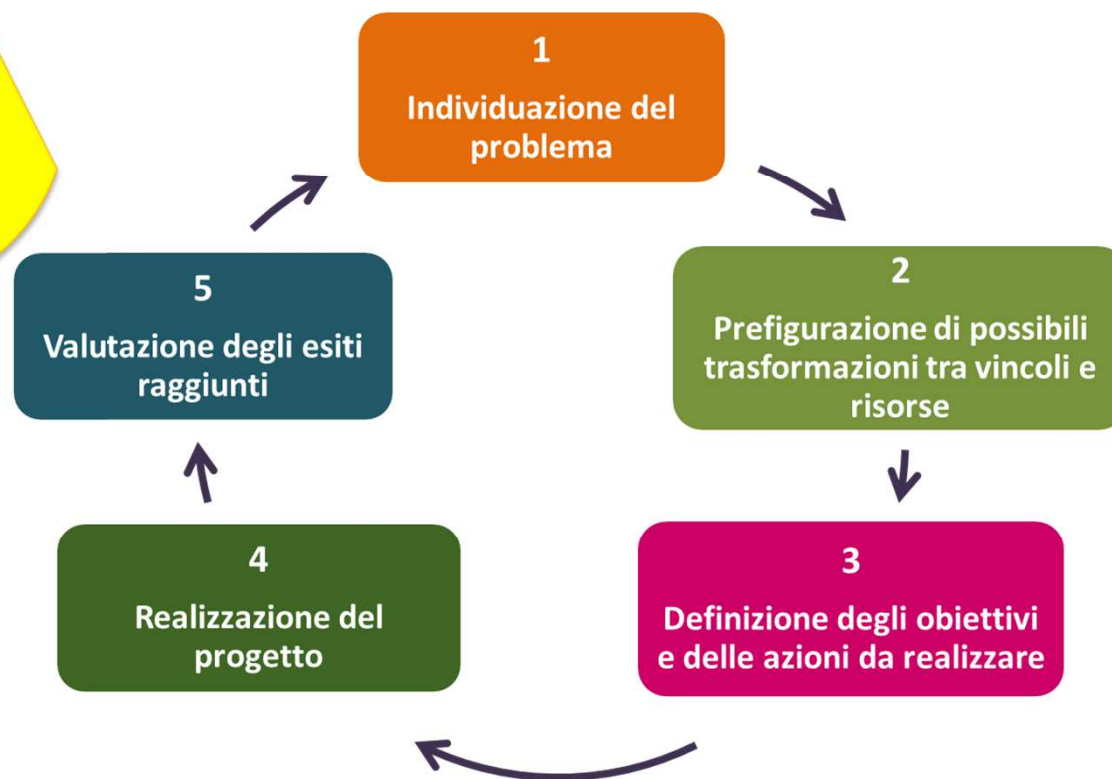 1
Individuazione del
problema
2
Prefigurazione di possibili
trasformazioni tra vincoli e
risorse
3
Definizione degli obiettivi
e delle azioni da realizzare
4
Realizzazione del
progetto
5
Valutazione degli esiti
raggiunti